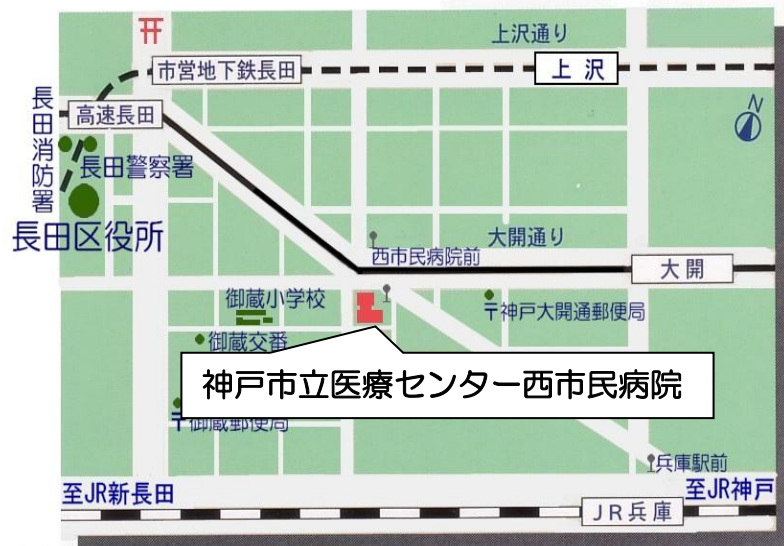 上沢通り
市営地下鉄長田
上沢
高速長田
N
長田消防署
長田警察署
長田区役所
大開通り
西市民病院前
大開
御蔵小学校
〒神戸大開通郵便局
御蔵交番
神戸市立医療センター西市民病院
〒御蔵郵便局
兵庫駅前
至JR新長田
至JR神戸
JR兵庫